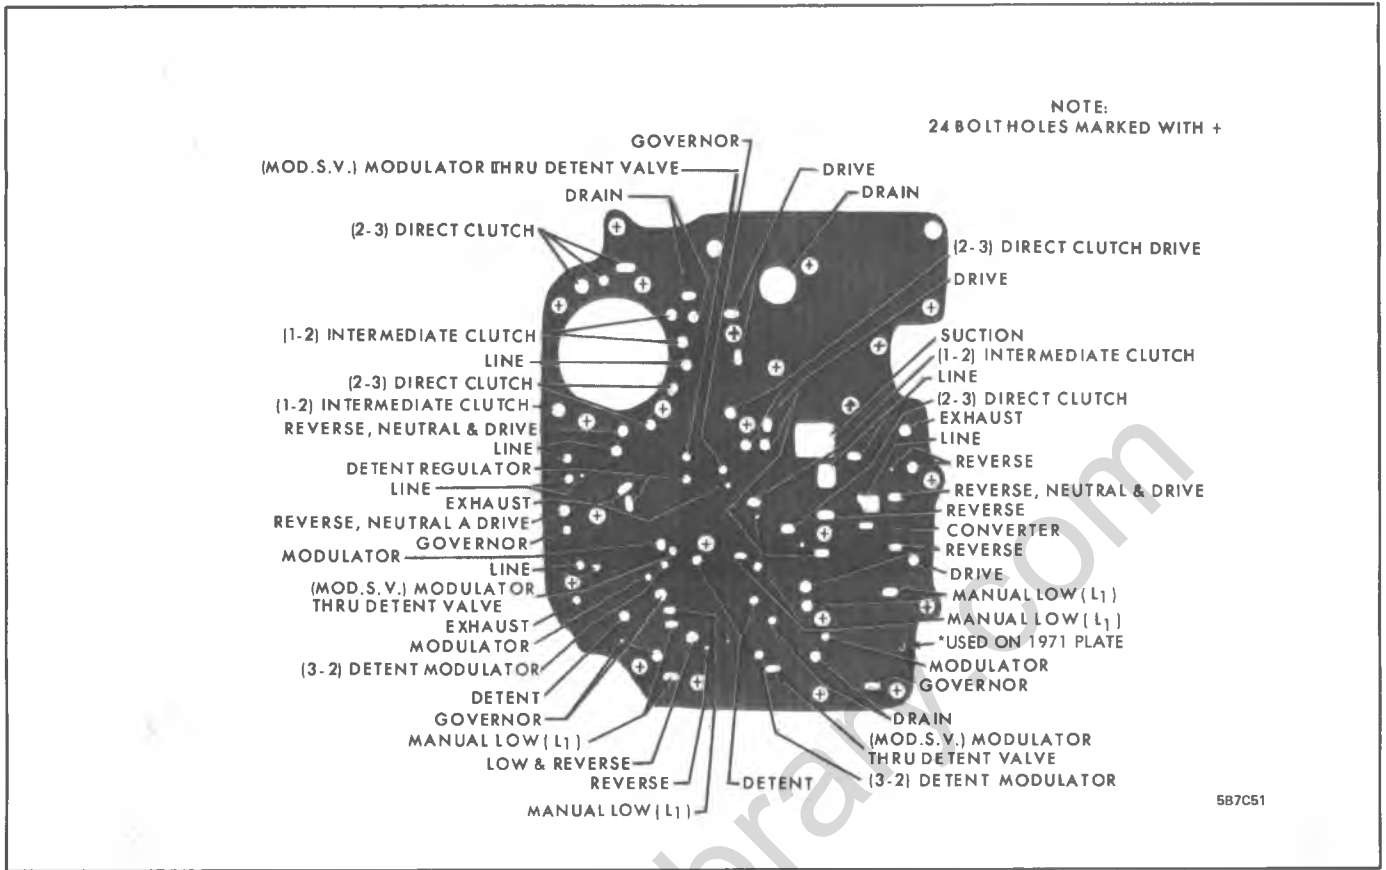 NOTE:
24 BOLT HOLES MARKED WITH +
GOVERNOR
(MOD.S.V.) MODULATOR THRU DETENT VALVE
DRIVE
DRAIN
DRAIN
(2-3) DIRECT CLUTCH
(2-3) DIRECT CLUTCH DRIVE
DRIVE
(1-2) INTERMEDIATE CLUTCH
LINE
(2-3) DIRECT CLUTCH
(1-2) INTERMEDIATE CLUTCH
REVERSE, NEUTRAL & DRIVE
LINE
DETENT REGULATOR
LINE
EXHAUST
REVERSE, NEUTRAL A DRIVE
GOVERNOR
MODULATOR
LINE
(MOD.S.V.) MODULATOR
THRU DETENT VALVE
EXHAUST
MODULATOR
(3-2) DETENT MODULATOR
DETENT
GOVERNOR
MANUAL LOW (L1)
LOW & REVERSE
REVERSE
MANUAL LOW (L1)
SUCTION
(1-2) INTERMEDIATE CLUTCH
LINE
(2-3) DIRECT CLUTCH
EXHAUST
LINE
REVERSE
REVERSE, NEUTRAL & DRIVE
REVERSE
CONVERTER
REVERSE
DRIVE
MANUAL LOW (L1)
MANUAL LOW (L1)
*USED ON 1971 PLATE
MODULATOR
GOVERNOR
DRAIN
(MOD.S.V.) MODULATOR
THRU DETENT VALVE
(3-2) DETENT MODULATOR
DETENT
5B7C51
brary.com